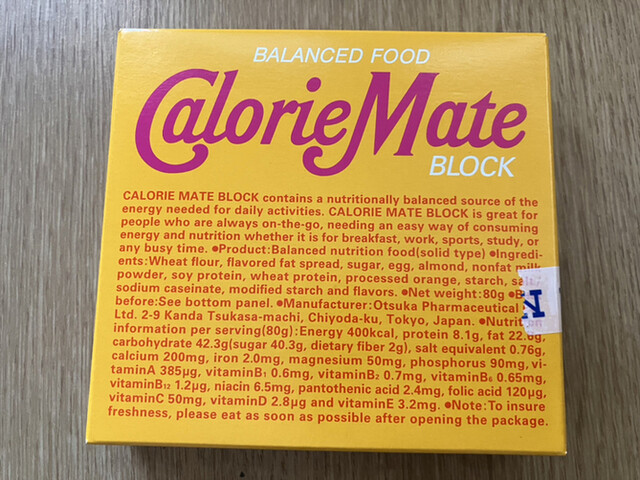 BALANCED FOOD
CalorieMate
BLOCK
CALORIE MATE BLOCK contains a nutritionally balanced source of the
energy needed for daily activities. CALORIE MATE BLOCK is great for
people who are always on-the-go, needing an easy way of consuming
energy and nutrition whether it is for breakfast, work, sports, study, or
any busy time. ●Product:Balanced nutrition food(solid type) ●Ingredi-
ents:Wheat flour, flavored fat spread, sugar, egg, almond, nonfat milk
powder, soy protein, wheat protein, processed orange, starch,
sodium caseinate, modified starch and flavors. ●Net weight:80g ●
before:See bottom panel. ●Manufacturer:Otsuka Pharmaceutical
Ltd. 2-9 Kanda Tsukasa-machi, Chiyoda-ku, Tokyo, Japan. ●Nutrition
information per serving(80g):Energy 400kcal, protein 8.1g, fat
carbohydrate 42.3g(sugar 40.3g, dietary fiber 2g), salt equivalent 0.76g,
calcium 200mg, iron 2.0mg, magnesium 50mg, phosphorus 90mg, vi-
taminA 385μg, vitaminB₁ 0.6mg, vitaminB₂ 0.7mg, vitaminB₆ 0.65mg,
vitaminB₁₂ 1.2μg, niacin 6.5mg, pantothenic acid 2.4mg, folic acid 120μg,
vitaminC 50mg, vitaminD 2.8μg and vitaminE 3.2mg. ●Note:To insure
freshness, please eat as soon as possible after opening the package.